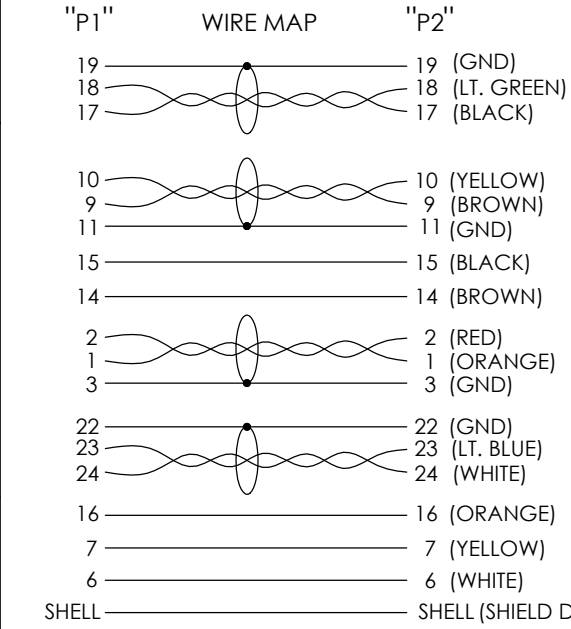 "P1" WIRE MAP "P2"
19 19 (GND)
18 18 (LT. GREEN)
17 17 (BLACK)
10 10 (YELLOW)
9 9 (BROWN)
11 11 (GND)
15 15 (BLACK)
14 14 (BROWN)
2 2 (RED)
1 1 (ORANGE)
3 3 (GND)
22 22 (GND)
23 23 (LT. BLUE)
24 24 (WHITE)
16 16 (ORANGE)
7 7 (YELLOW)
6 6 (WHITE)
SHELL SHELL (SHIELD D